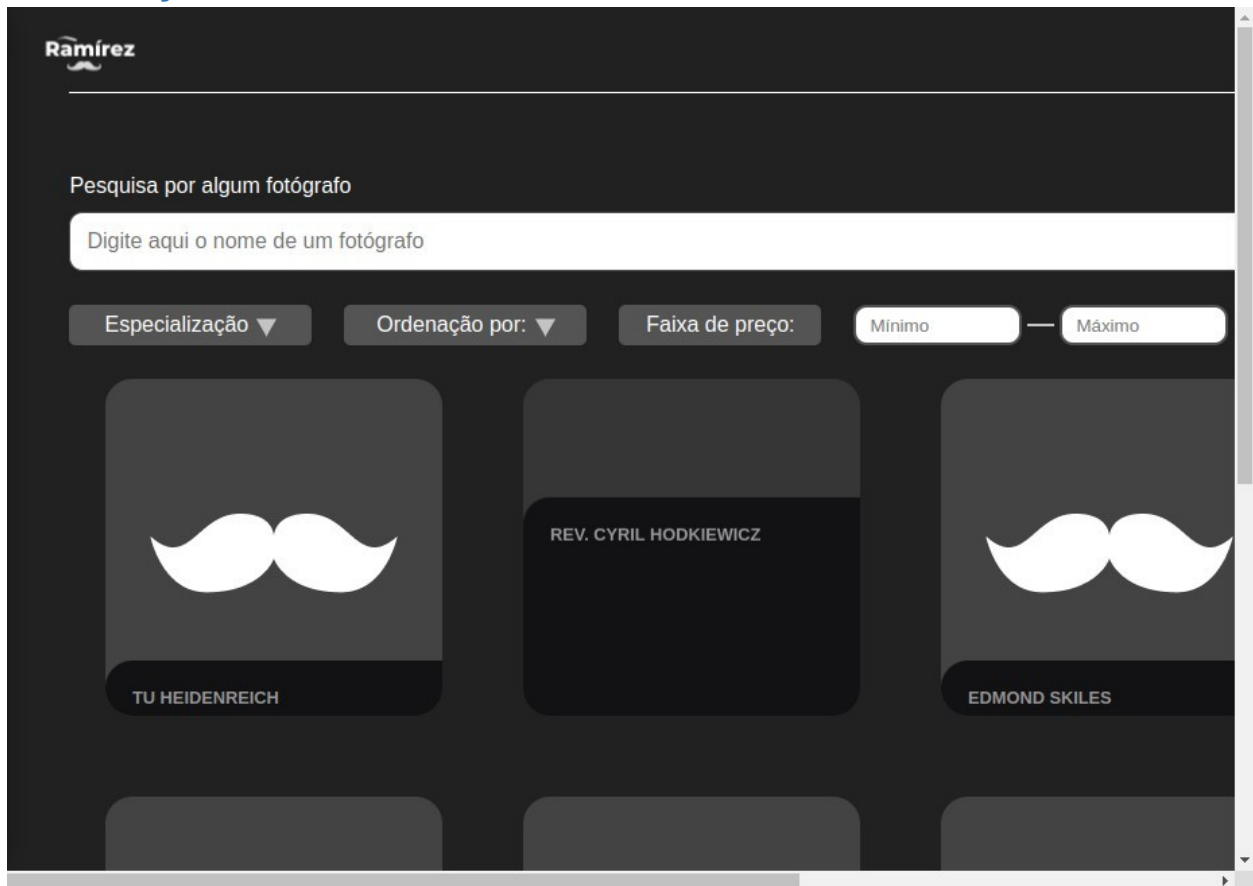 Ramírez
Pesquisa por algum fotógrafo
Digite aqui o nome de um fotógrafo
Especialização
Ordenação por:
Faixa de preço:
Mínimo
Máximo
REV. CYRIL HODKIEWICZ
TU HEIDENREICH
EDMOND SKILES